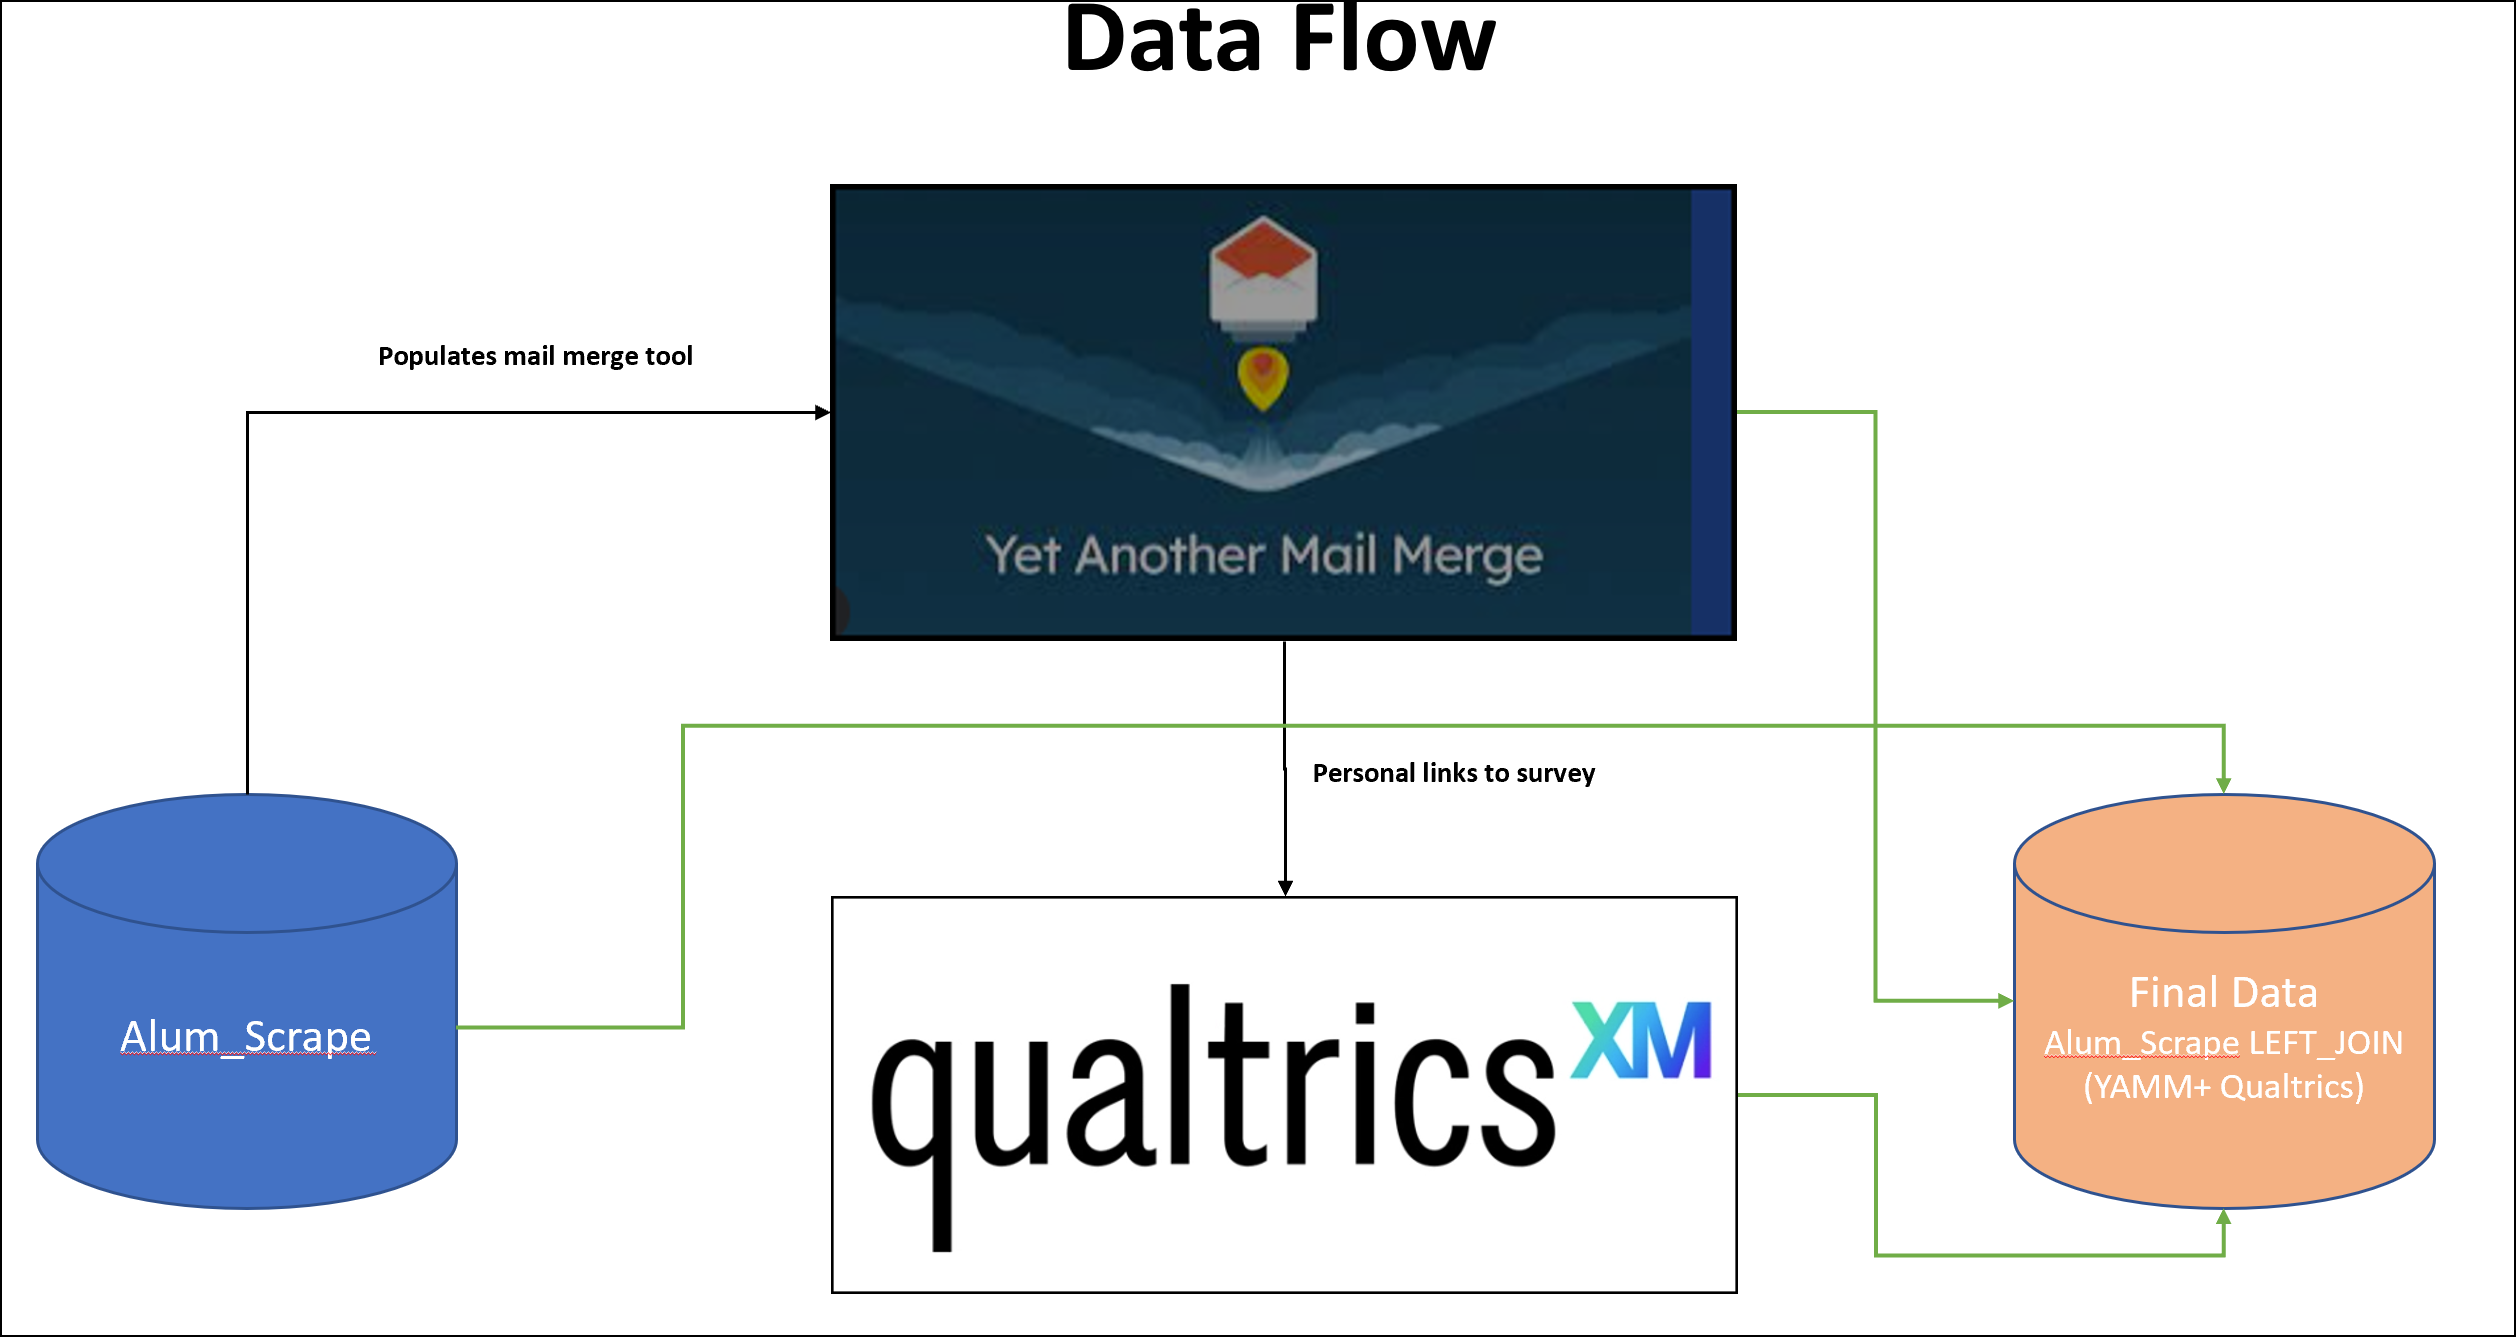 Data Flow
Populates mail merge tool
Yet Another Mail Merge
Personal links to survey
Alum_Scrape
qualtrics XM
Final Data
Alum_Scrape LEFT_JOIN
(YAMM+ Qualtrics)